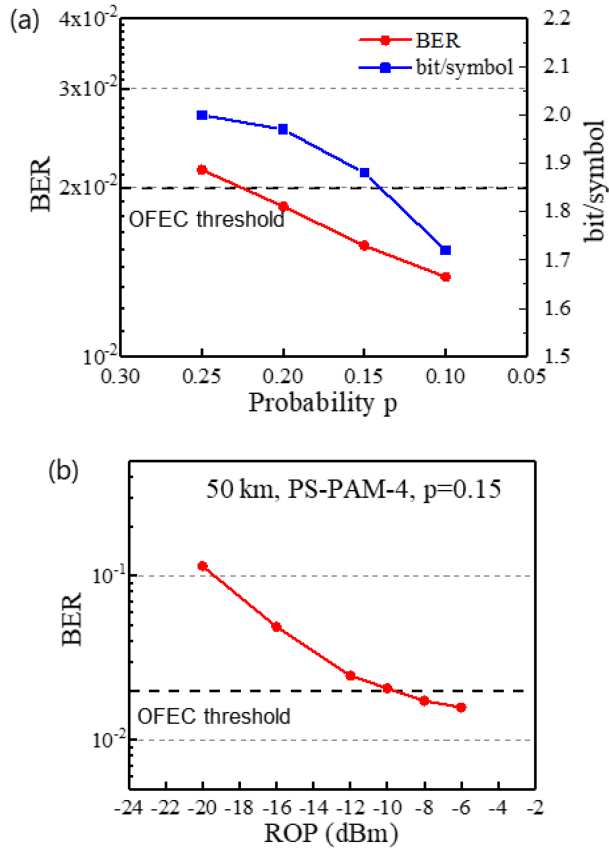 (a)
4x10⁻²
3x10⁻²
2x10⁻²
10⁻²
BER
2.2
2.1
2.0
1.9
1.8
1.7
1.6
1.5
bit/symbol
BER
bit/symbol
OFEC threshold
0.30 0.25 0.20 0.15 0.10 0.05
Probability p
(b)
50 km, PS-PAM-4, p=0.15
10⁻¹
10⁻²
BER
OFEC threshold
-24 -22 -20 -18 -16 -14 -12 -10 -8 -6 -4 -2
ROP (dBm)